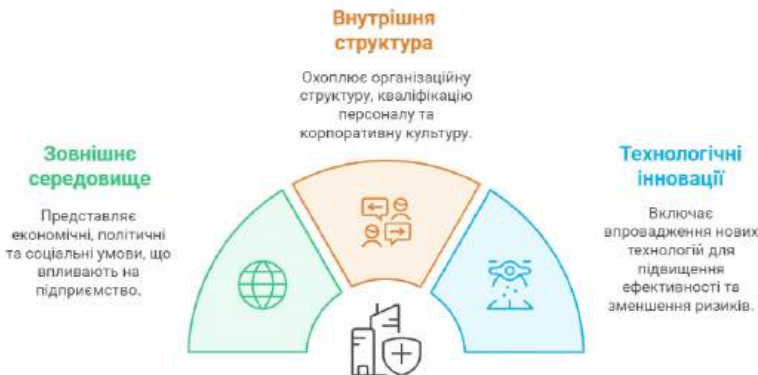 Внутрішня
структура
Охоплює організаційну
структуру, кваліфікацію
персоналу та
корпоративну культуру.
Зовнішнє
середовище
Представляє
економічні, політичні
та соціальні умови, що
впливають на
підприємство.
Технологічні
інновації
Включає
впровадження нових
технологій для
підвищення
ефективності та
зменшення ризиків.